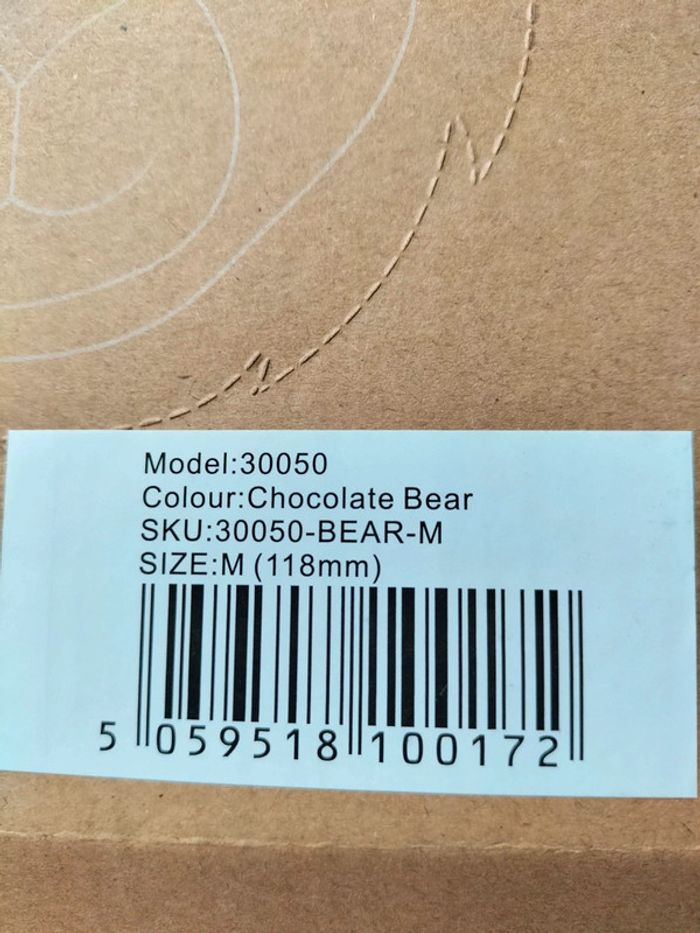 Model:30050
Colour:Chocolate Bear
SKU:30050-BEAR-M
SIZE:M (118mm)
5 059518 100172